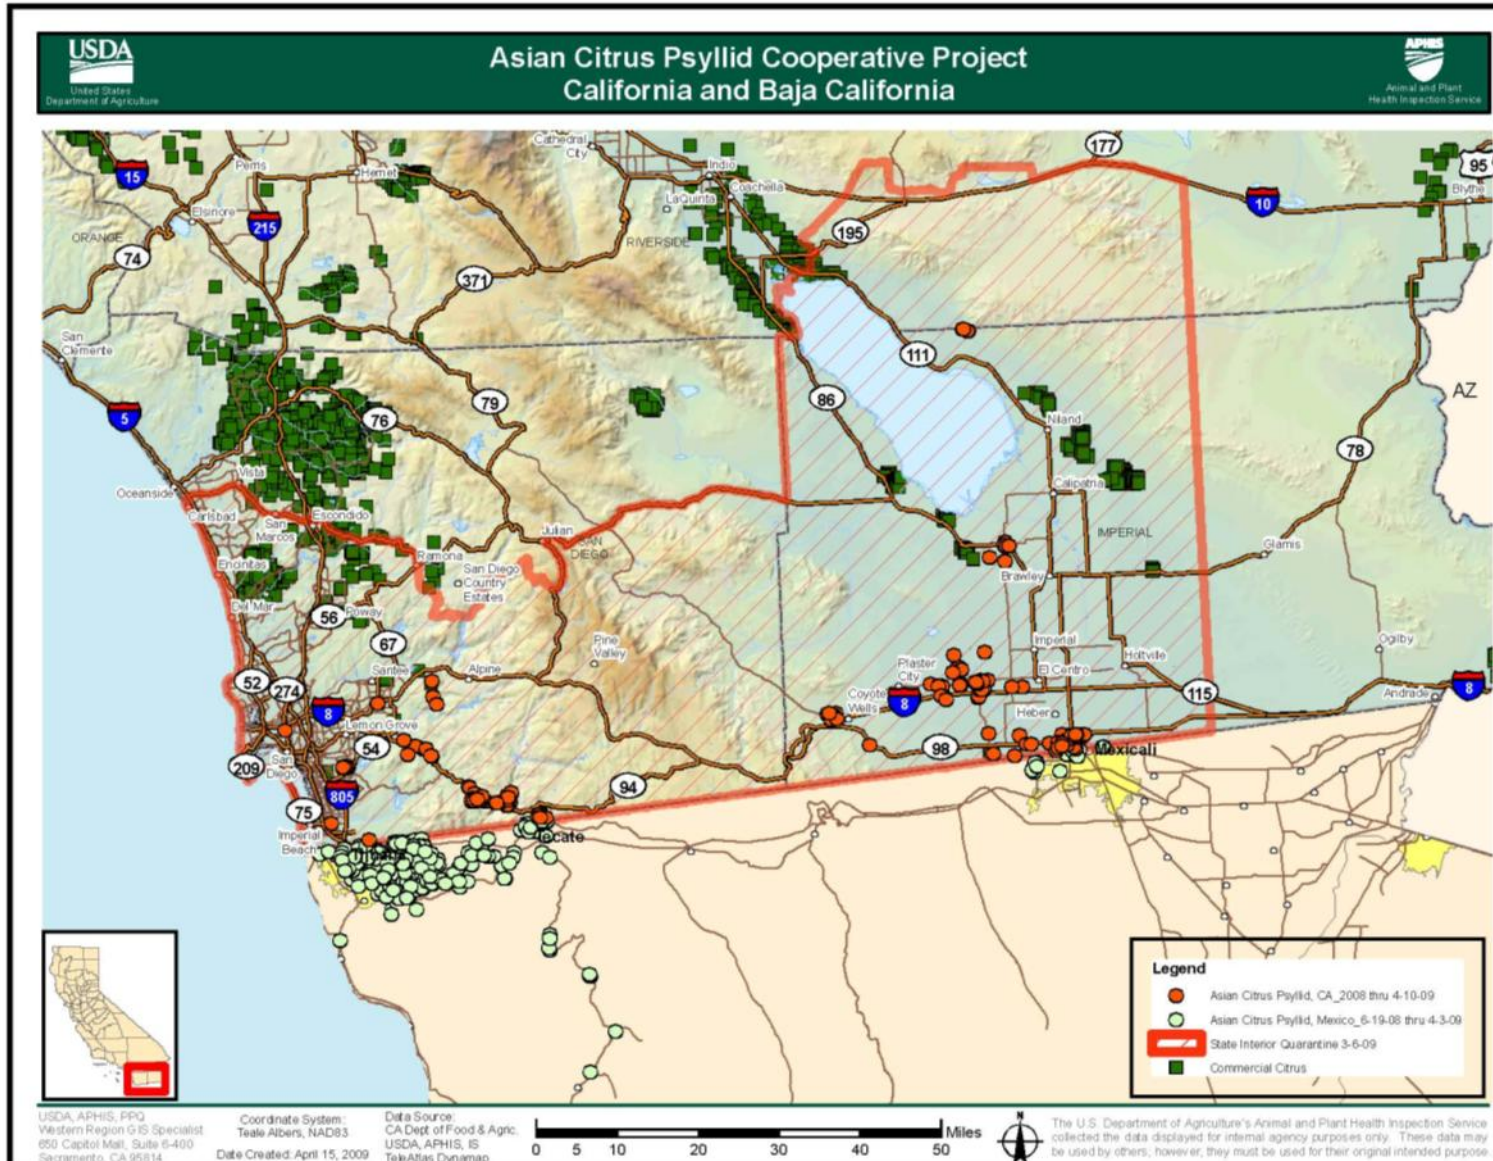 USDA
United States
Department of Agriculture
Asian Citrus Psyllid Cooperative Project
California and Baja California
APHIS
Animal and Plant
Health Inspection Service
Cathedral
City
177
95
15
Perris
Hemet
Indio
Coachella
LaQuinta
Blythe
10
Elsinore
215
ORANGE
74
RIVERSIDE
195
371
San
Clemente
111
AZ
5
79
76
86
Niland
78
Vista
Oceanside
Carlsbad
San
Marcos
Escondido
Calipatria
Julian
SAN
DIEGO
IMPERIAL
Glamis
Ramona
San Diego
Country
Estates
Encinitas
Brawley
Del Mar
56
Poway
67
Pine
Valley
Imperial
Holtville
Ogilby
Santee
Alpine
Plaster
City
El Centro
52
274
8
Coyote
Wells
8
115
Andrade
8
Lemon Grove
Heber
54
98
Mexicali
209
San
Diego
94
805
75
Imperial
Beach
Tijuana
Tecate
Legend
Asian Citrus Psyllid, CA_2008 thru 4-10-09
Asian Citrus Psyllid, Mexico_6-19-08 thru 4-3-09
State Interior Quarantine 3-6-09
Commercial Citrus
USDA, APHIS, PPQ
Western Region GIS Specialist
650 Capitol Mall, Suite 6-400
Sacramento, CA 95814
Coordinate System:
Teale Albers, NAD83
Date Created: April 15, 2009
Data Source:
CA Dept of Food & Agric.
USDA, APHIS, IS
TeleAtlas Dynamap
Miles
0 5 10 20 30 40 50
N
The U.S. Department of Agriculture's Animal and Plant Health Inspection Service
collected the data displayed for internal agency purposes only. These data may
be used by others; however, they must be used for their original intended purpose